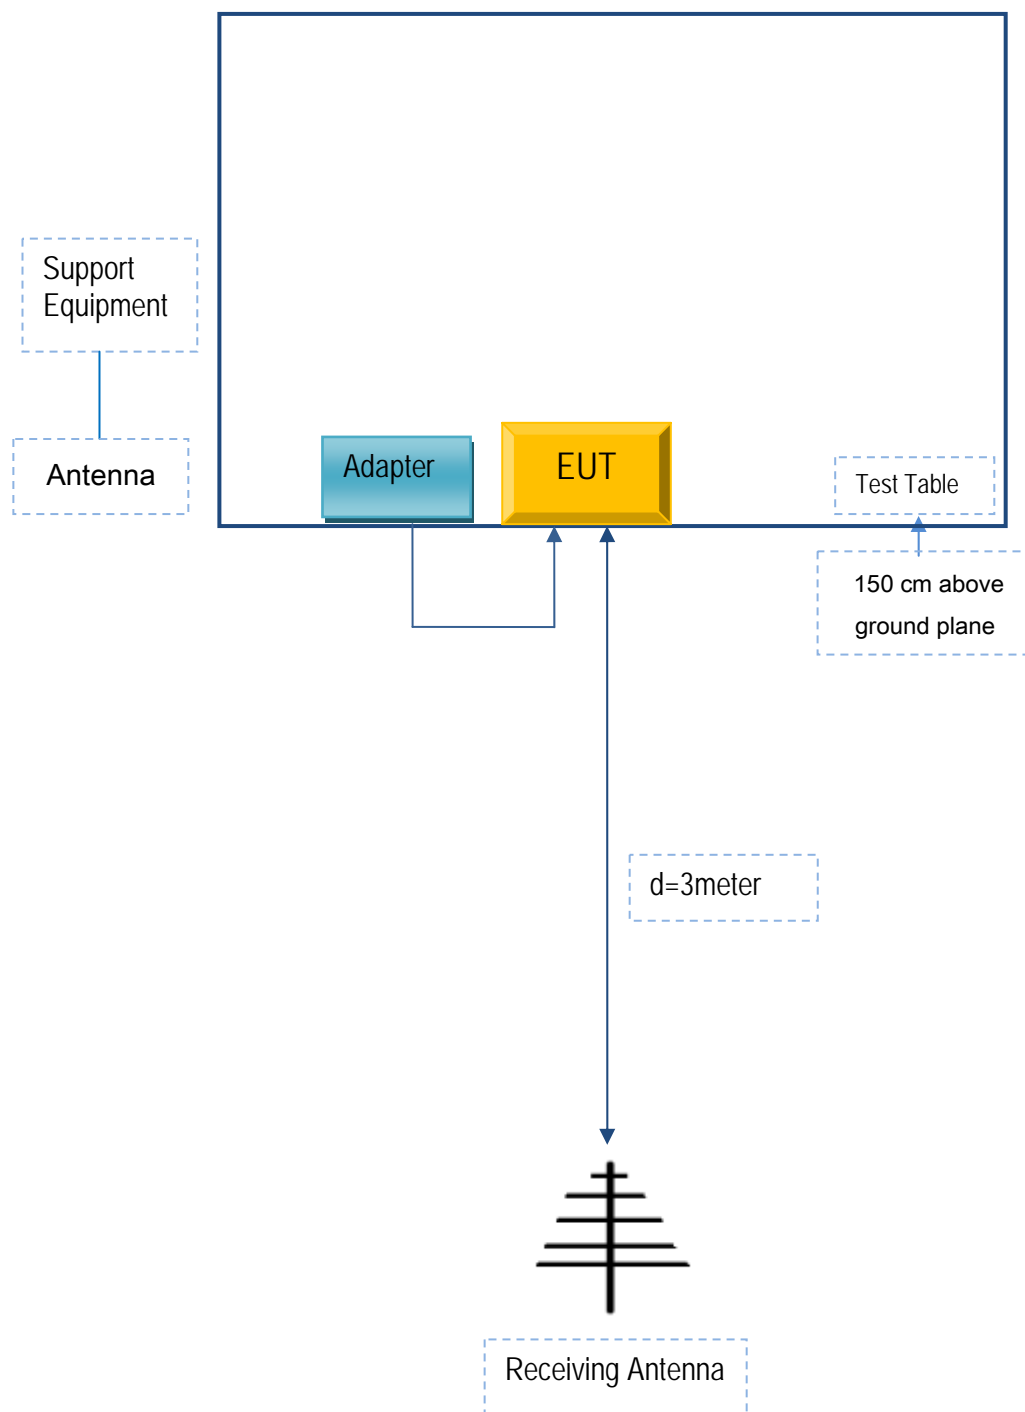 Support
Equipment
Antenna
Adapter
EUT
Test Table
150 cm above
ground plane
d=3meter
Receiving Antenna